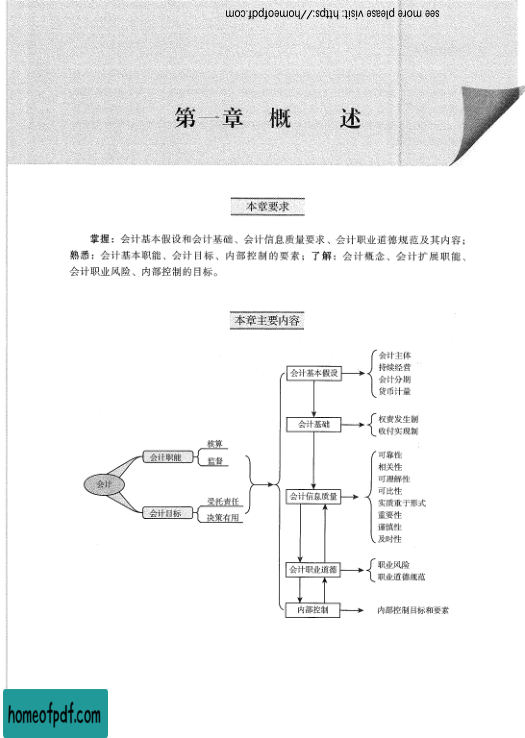 see more please visit: https://homeofpdf.com
第一章 概 述
本章要求
掌握：会计基本假设和会计基础、会计信息质量要求、会计职业道德规范及其内容；
熟悉：会计基本职能、会计目标、内部控制的要素；了解：会计概念、会计扩展职能、
会计职业风险、内部控制的目标。
本章主要内容
会计
会计职能
核算
监督
会计目标
受托责任
决策有用
会计基本假设
会计主体
持续经营
会计分期
货币计量
会计基础
权责发生制
收付实现制
会计信息质量
可靠性
相关性
可理解性
可比性
实质重于形式
重要性
谨慎性
及时性
会计职业道德
职业风险
职业道德规范
内部控制
内部控制目标和要素
homeofpdf.com